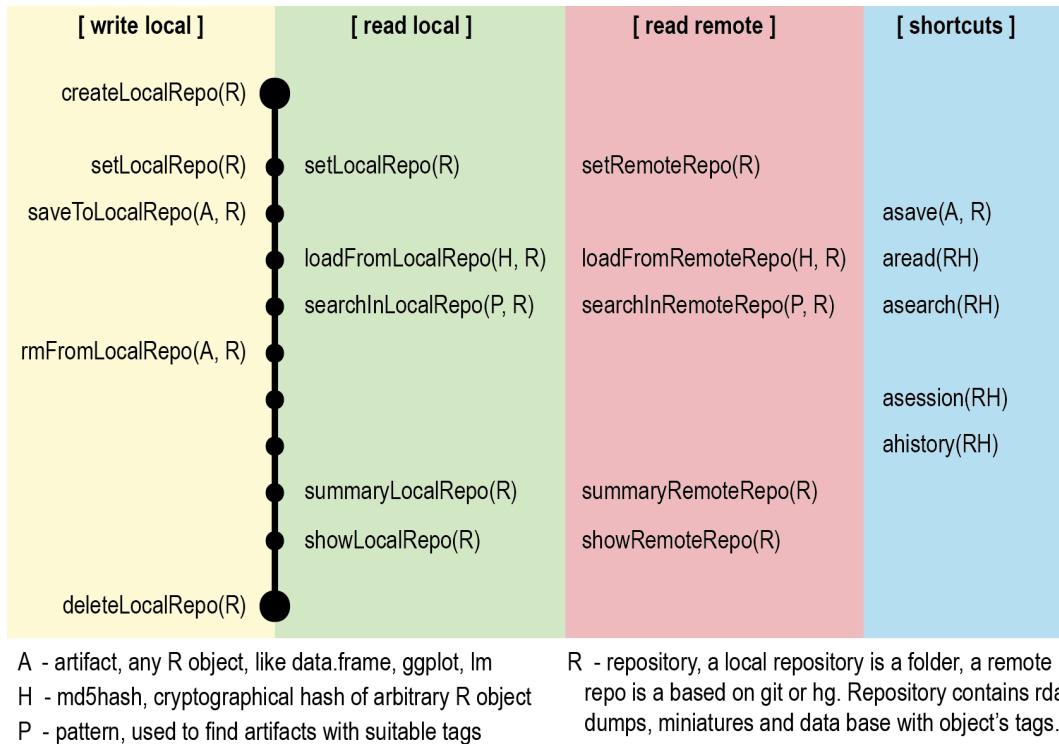 [ write local ] [ read local ] [ read remote ] [ shortcuts ]
createLocalRepo(R)
setLocalRepo(R) setLocalRepo(R) setRemoteRepo(R)
saveToLocalRepo(A, R) asave(A, R)
loadFromLocalRepo(H, R) loadFromRemoteRepo(H, R) aread(RH)
searchInLocalRepo(P, R) searchInRemoteRepo(P, R) asearch(RH)
rmFromLocalRepo(A, R)
asession(RH)
ahistory(RH)
summaryLocalRepo(R) summaryRemoteRepo(R)
showLocalRepo(R) showRemoteRepo(R)
deleteLocalRepo(R)
A - artifact, any R object, like data.frame, ggplot, lm
H - md5hash, cryptographical hash of arbitrary R object
P - pattern, used to find artifacts with suitable tags
R - repository, a local repository is a folder, a remote
repo is a based on git or hg. Repository contains rda
dumps, miniatures and data base with object's tags.